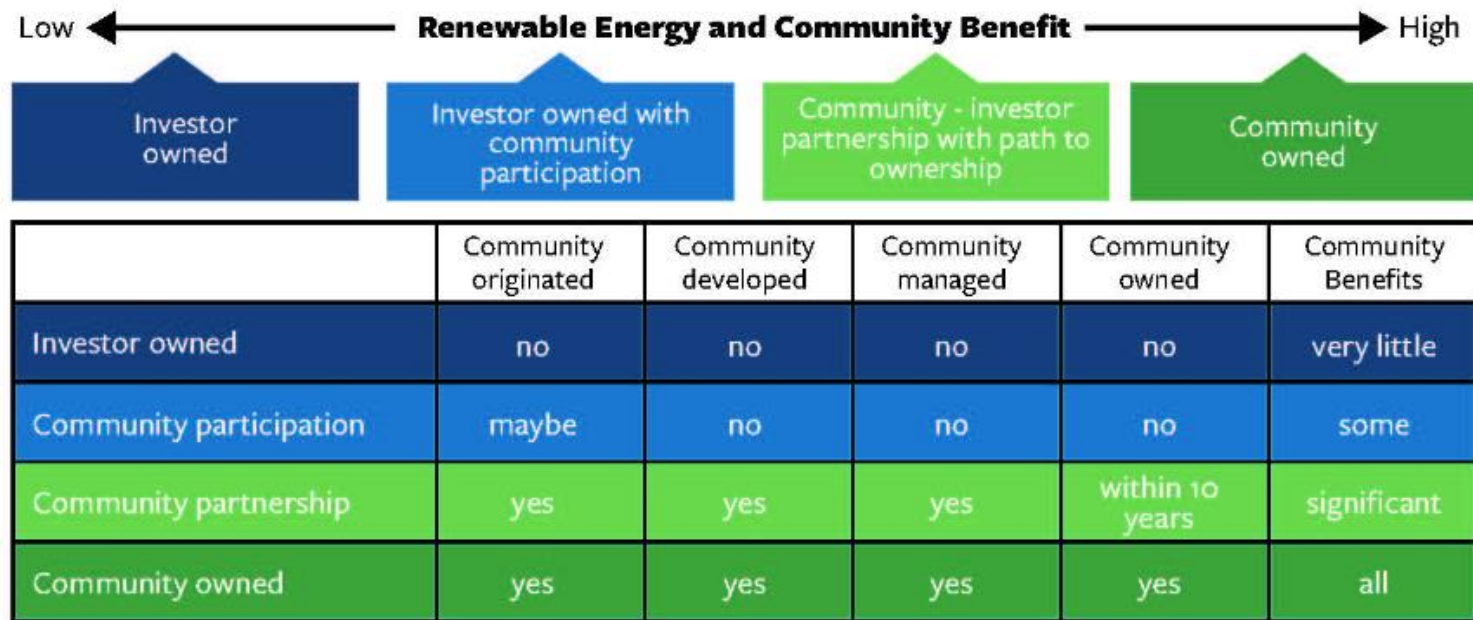 Low Renewable Energy and Community Benefit High
Investor
owned
Investor owned with
community
participation
Community - investor
partnership with path to
ownership
Community
owned
Community
originated
Community
developed
Community
managed
Community
owned
Community
Benefits
Investor owned no no no no very little
Community participation maybe no no no some
Community partnership yes yes yes within 10
years significant
Community owned yes yes yes yes all